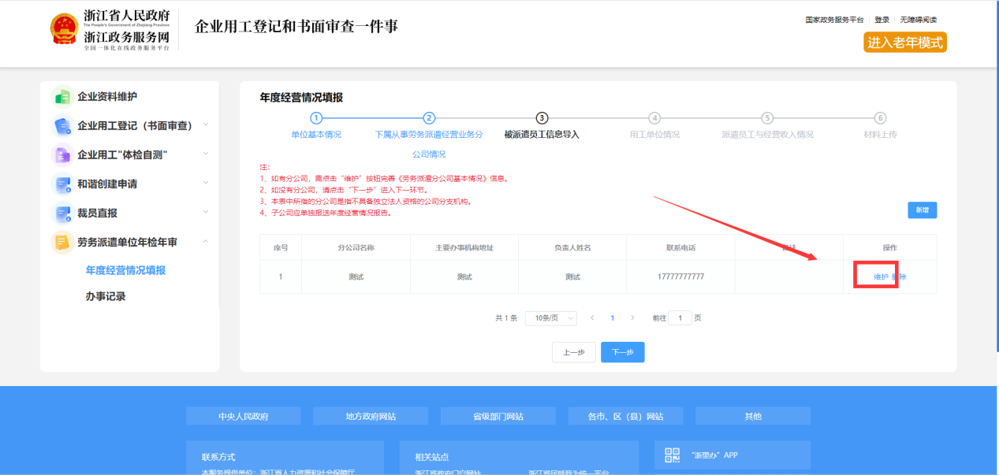 浙江省人民政府
The People's Government of Zhejiang Province
浙江政务服务网
全国一体化在线政务服务平台
企业用工登记和书面审查一件事
国家政务服务平台 登录 无障碍阅读
进入老年模式
企业资料维护
企业用工登记（书面审查）
企业用工"体检自测"
和谐创建申请
裁员直报
劳务派遣单位年检年审
年度经营情况填报
办事记录
年度经营情况填报
1 2 3 4 5 6
单位基本情况 下属从事劳务派遣经营业务分 被派遣员工信息导入 用工单位情况 派遣员工与经营收入情况 材料上传
公司情况
注：
1、如有分公司，需点击“维护”按钮完善《劳务派遣分公司基本情况》信息。
2、如没有分公司，请点击“下一步”进入下一环节。
3、本表中所指的分公司是指不具备独立法人资格的公司分支机构。
4、子公司应单独报送年度经营情况报告。
新增
序号 分公司名称 主要办事机构地址 负责人姓名 联系电话 操作
1 测试 测试 测试 17777777777 维护 删除
共 1 条 10条/页 1 前往 1 页
上一步 下一步
中央人民政府 地方政府网站 省级部门网站 各市、区（县）网站 其他
联系方式 相关站点 “浙里办” APP
本服务提供单位：浙江省人力资源和社会保障厅 浙江省政府门户网站